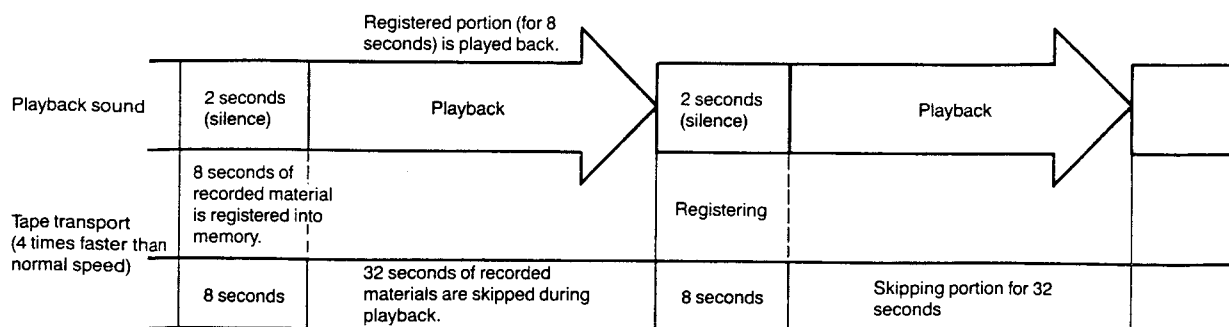 Registered portion (for 8
seconds) is played back.
Playback sound
2 seconds
(silence)
Playback
2 seconds
(silence)
Playback
8 seconds of
recorded material
is registered into
memory.
Tape transport
(4 times faster than
normal speed)
Registering
8 seconds
32 seconds of recorded
materials are skipped during
playback.
8 seconds
Skipping portion for 32
seconds